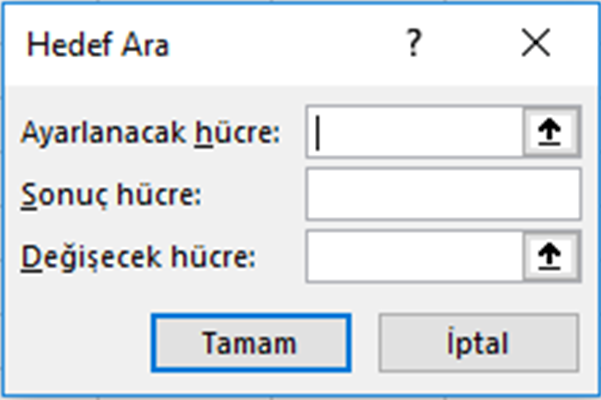 Hedef Ara ?
Ayarlanacak hücre:
Sonuç hücre:
Değişecek hücre:
Tamam İptal